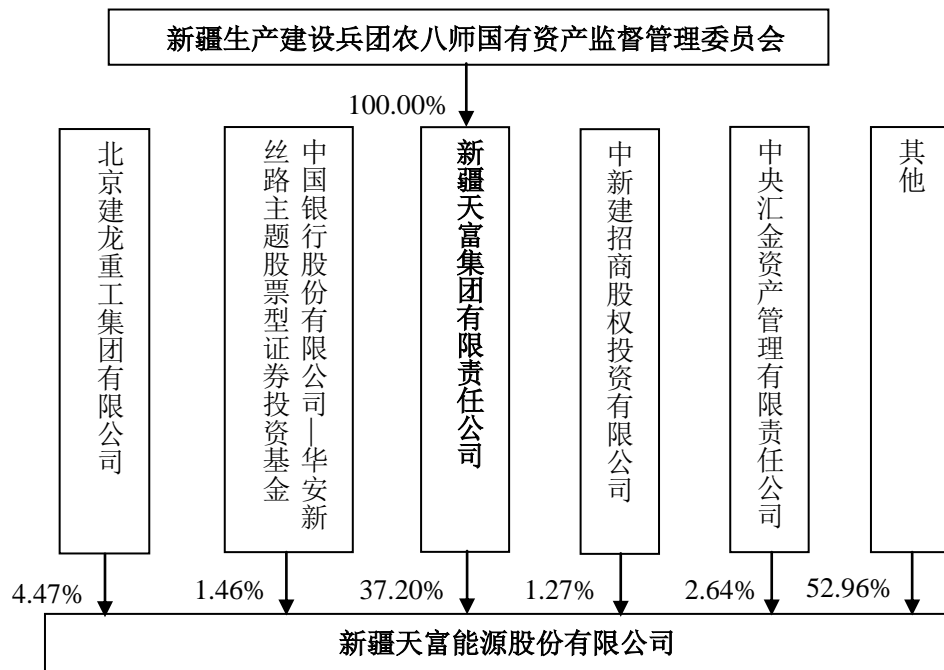 新疆生产建设兵团农八师国有资产监督管理委员会
100.00%
北京建龙重工集团有限公司
中国银行股份有限公司—华安新
丝路主题股票型证券投资基金
新疆天富集团有限责任公司
中新建招商股权投资有限公司
中央汇金资产管理有限责任公司
其他
4.47%
1.46%
37.20%
1.27%
2.64%
52.96%
新疆天富能源股份有限公司